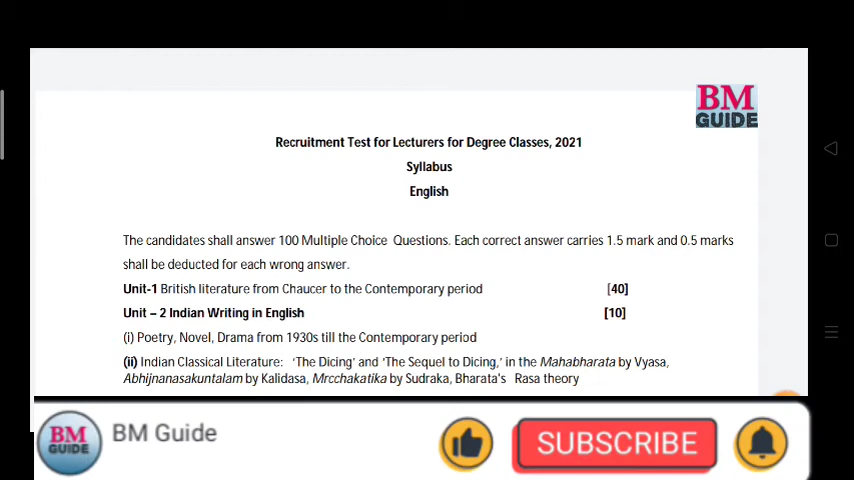 BM
GUIDE
Recruitment Test for Lecturers for Degree Classes, 2021
Syllabus
English
The candidates shall answer 100 Multiple Choice Questions. Each correct answer carries 1.5 mark and 0.5 marks
shall be deducted for each wrong answer.
Unit-1 British literature from Chaucer to the Contemporary period [40]
Unit – 2 Indian Writing in English [10]
(i) Poetry, Novel, Drama from 1930s till the Contemporary period
(ii) Indian Classical Literature: 'The Dicing' and 'The Sequel to Dicing,' in the Mahabharata by Vyasa,
Abhijnanasakuntalam by Kalidasa, Mrcchakatika by Sudraka, Bharata's Rasa theory
BM
GUIDE
BM Guide
SUBSCRIBE